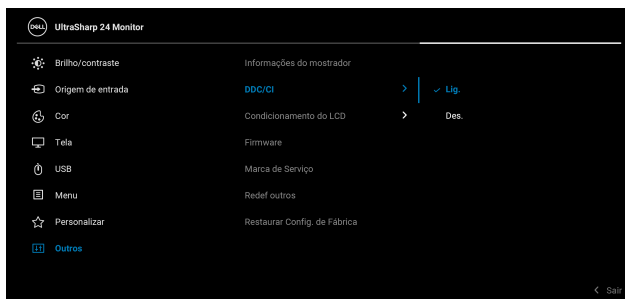 DELL UltraSharp 24 Monitor
Brilho/contraste Informações do mostrador
Origem de entrada DDC/CI Lig.
Cor Condicionamento do LCD Des.
Tela Firmware
USB Marca de Serviço
Menu Redef outros
Personalizar Restaurar Config. de Fábrica
Outros
Sair